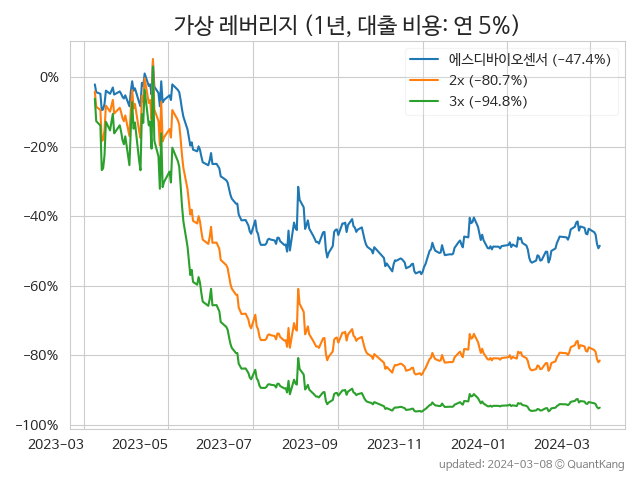 가상 레버리지 (1년, 대출 비용: 연 5%)
에스디바이오센서 (−47.4%)
2x (−80.7%)
3x (−94.8%)
0%
−20%
−40%
−60%
−80%
−100%
2023-03 2023-05 2023-07 2023-09 2023-11 2024-01 2024-03
updated: 2024-03-08 © QuantKang